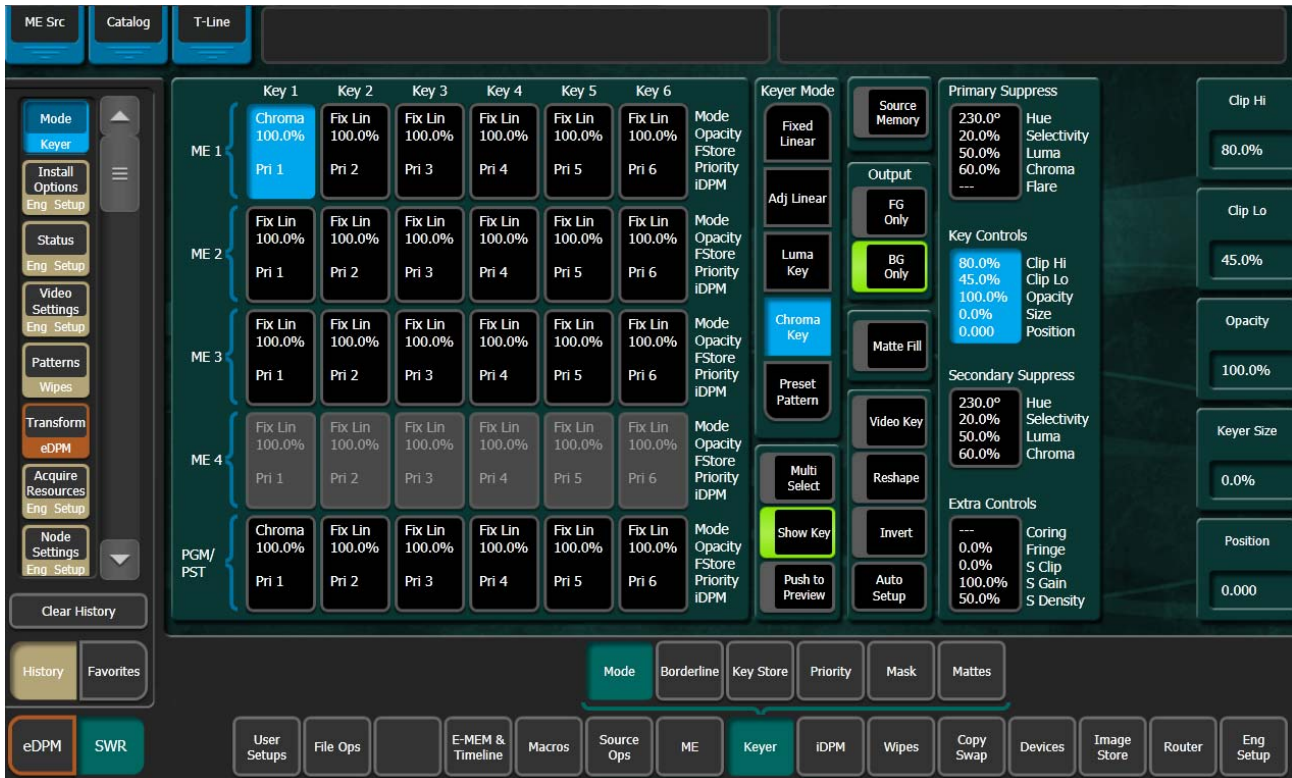 ME Src Catalog T-Line
Key 1 Key 2 Key 3 Key 4 Key 5 Key 6 Keyer Mode Primary Suppress
Mode
Keyer
Install
Options
Eng Setup
Status
Eng Setup
Video
Settings
Eng Setup
Patterns
Wipes
Transform
eDPM
Acquire
Resources
Eng Setup
Node
Settings
Eng Setup
Clear History
History Favorites
eDPM SWR
ME 1
Chroma Fix Lin Fix Lin Fix Lin Fix Lin Fix Lin Mode
100.0% 100.0% 100.0% 100.0% 100.0% 100.0% Opacity
FStore
Pri 1 Pri 2 Pri 3 Pri 4 Pri 5 Pri 6 Priority
iDPM
ME 2
Fix Lin Fix Lin Fix Lin Fix Lin Fix Lin Fix Lin Mode
100.0% 100.0% 100.0% 100.0% 100.0% 100.0% Opacity
FStore
Pri 1 Pri 2 Pri 3 Pri 4 Pri 5 Pri 6 Priority
iDPM
ME 3
Fix Lin Fix Lin Fix Lin Fix Lin Fix Lin Fix Lin Mode
100.0% 100.0% 100.0% 100.0% 100.0% 100.0% Opacity
FStore
Pri 1 Pri 2 Pri 3 Pri 4 Pri 5 Pri 6 Priority
iDPM
ME 4
Fix Lin Fix Lin Fix Lin Fix Lin Fix Lin Fix Lin Mode
100.0% 100.0% 100.0% 100.0% 100.0% 100.0% Opacity
FStore
Pri 1 Pri 2 Pri 3 Pri 4 Pri 5 Pri 6 Priority
iDPM
PGM/
PST
Chroma Fix Lin Fix Lin Fix Lin Fix Lin Fix Lin Mode
100.0% 100.0% 100.0% 100.0% 100.0% 100.0% Opacity
FStore
Pri 1 Pri 2 Pri 3 Pri 4 Pri 5 Pri 6 Priority
iDPM
Fixed
Linear
Adj Linear
Luma
Key
Chroma
Key
Preset
Pattern
Multi
Select
Show Key
Push to
Preview
Source
Memory
Output
FG
Only
BG
Only
Matte Fill
Video Key
Reshape
Invert
Auto
Setup
230.0° Hue
20.0% Selectivity
50.0% Luma
60.0% Chroma
--- Flare
Key Controls
80.0% Clip Hi
45.0% Clip Lo
100.0% Opacity
0.0% Size
0.000 Position
Secondary Suppress
230.0° Hue
20.0% Selectivity
50.0% Luma
60.0% Chroma
Extra Controls
--- Coring
0.0% Fringe
0.0% S Clip
100.0% S Gain
50.0% S Density
Clip Hi
80.0%
Clip Lo
45.0%
Opacity
100.0%
Keyer Size
0.0%
Position
0.000
Mode Borderline Key Store Priority Mask Mattes
User
Setups
File Ops
E-MEM &
Timeline
Macros
Source
Ops
ME
Keyer
iDPM
Wipes
Copy
Swap
Devices
Image
Store
Router
Eng
Setup